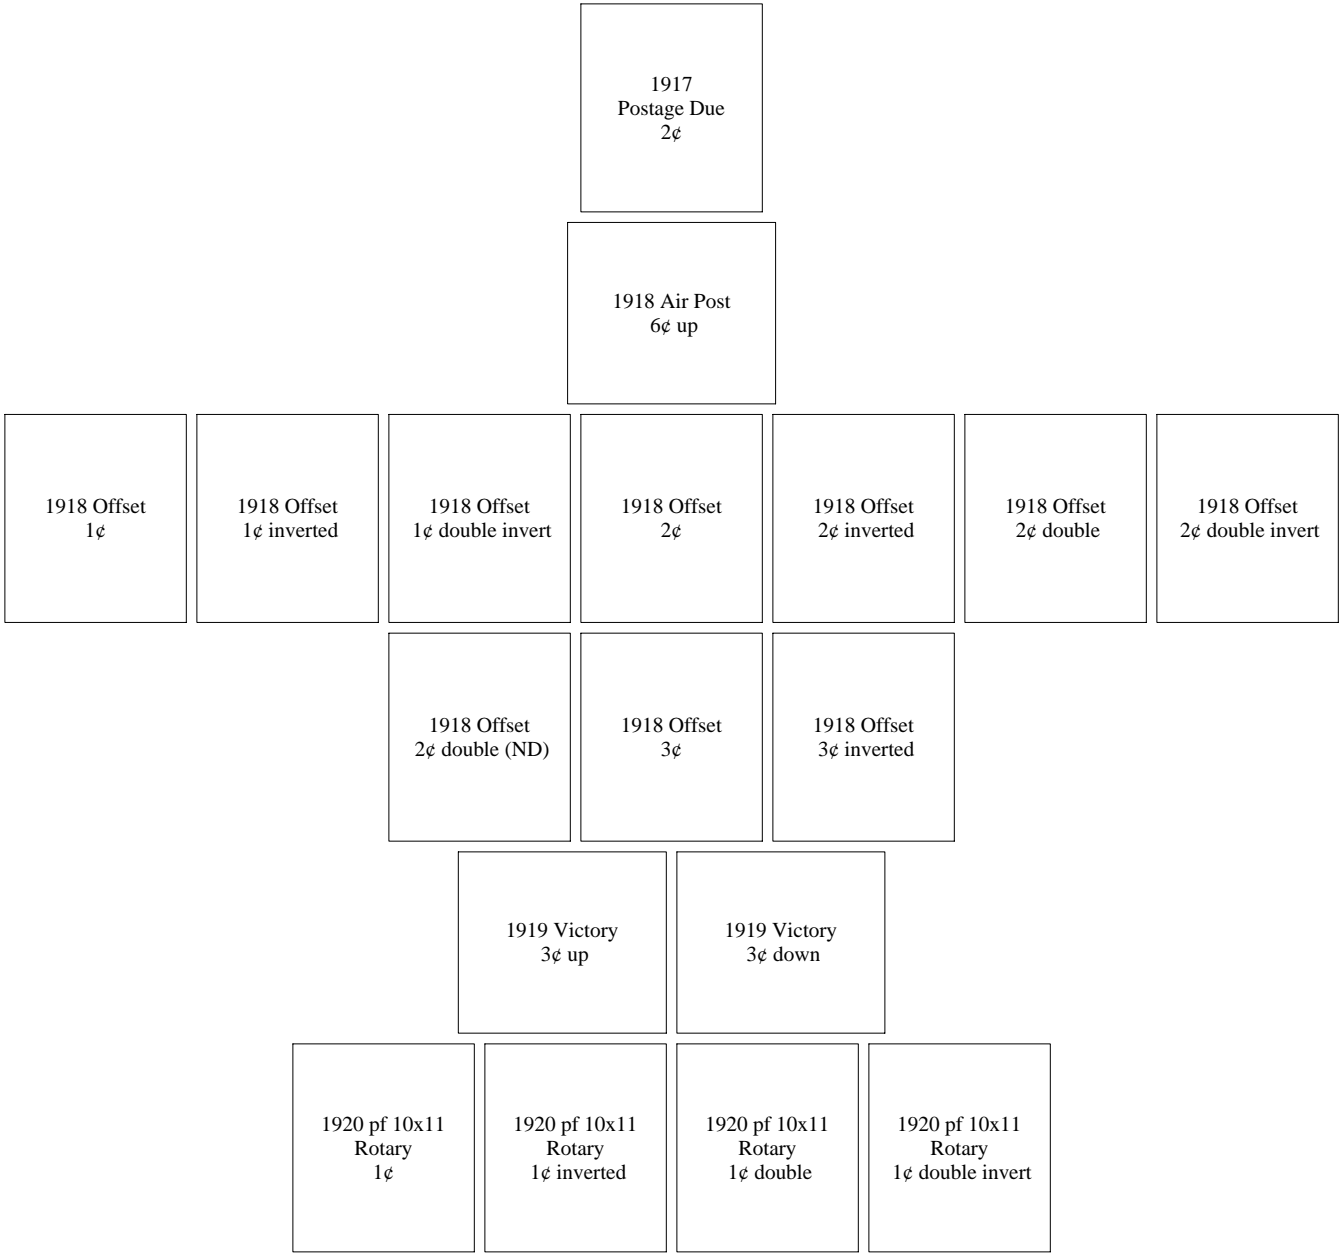 1917
Postage Due
2¢
1918 Air Post
6¢ up
1918 Offset
1¢
1918 Offset
1¢ inverted
1918 Offset
1¢ double invert
1918 Offset
2¢
1918 Offset
2¢ inverted
1918 Offset
2¢ double
1918 Offset
2¢ double invert
1918 Offset
2¢ double (ND)
1918 Offset
3¢
1918 Offset
3¢ inverted
1919 Victory
3¢ up
1919 Victory
3¢ down
1920 pf 10x11
Rotary
1¢
1920 pf 10x11
Rotary
1¢ inverted
1920 pf 10x11
Rotary
1¢ double
1920 pf 10x11
Rotary
1¢ double invert